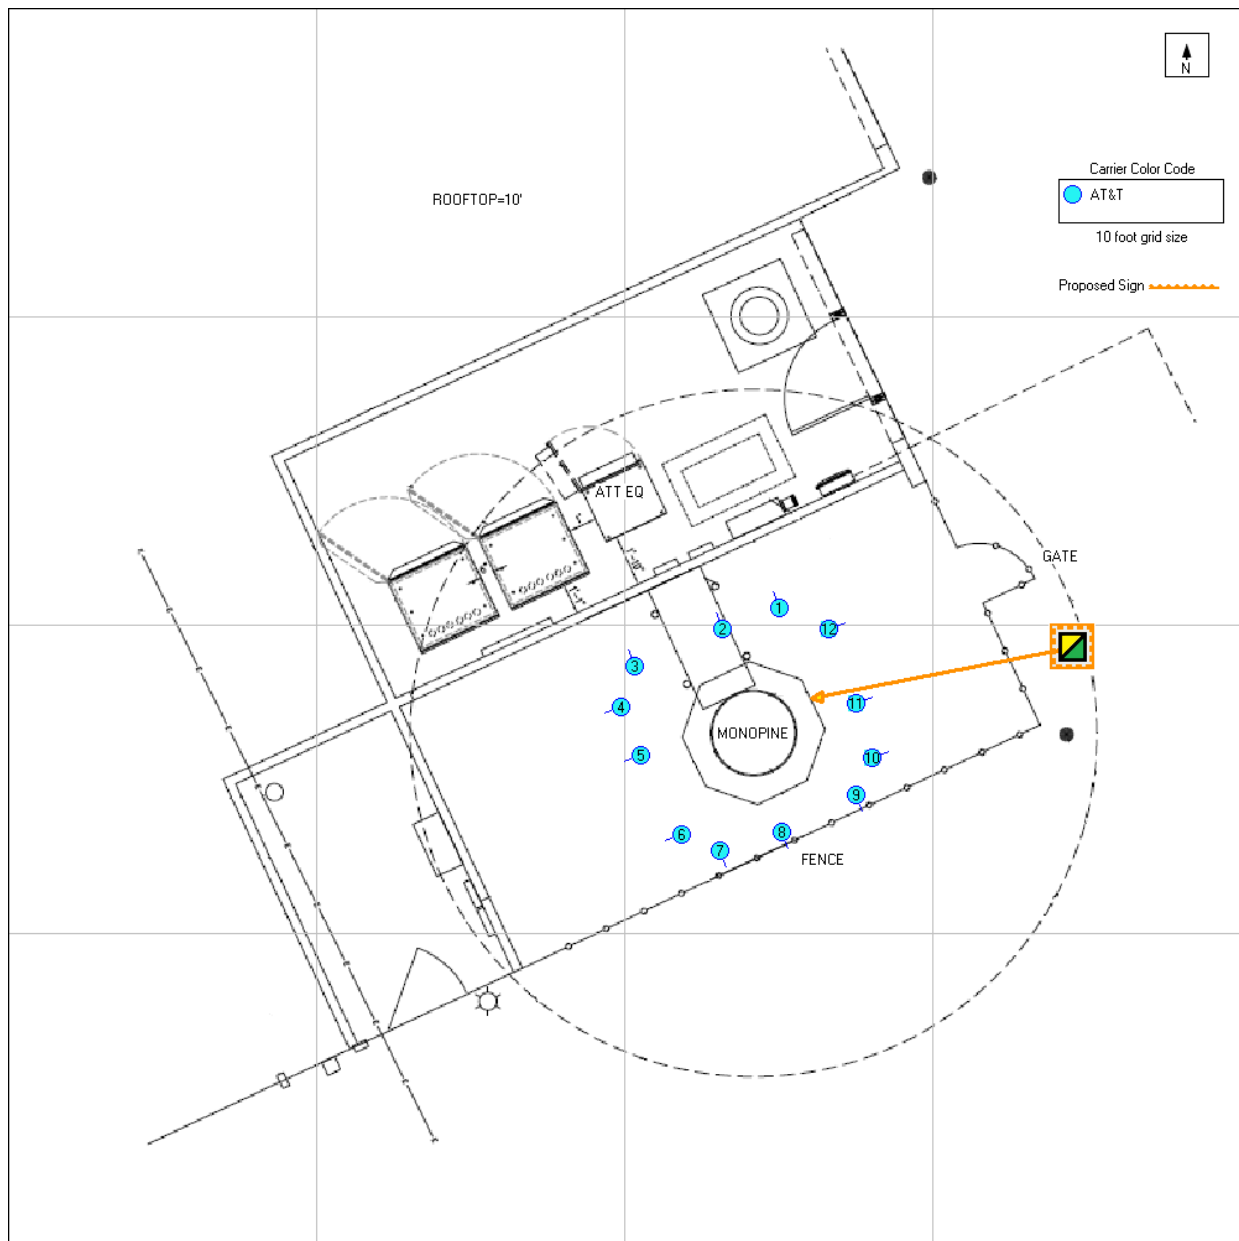 N
Carrier Color Code
AT&T
10 foot grid size
Proposed Sign
ROOFTOP=10'
ATT EQ
GATE
1
2
12
3
4
11
MONOPINE
5
10
9
6
8
7
FENCE